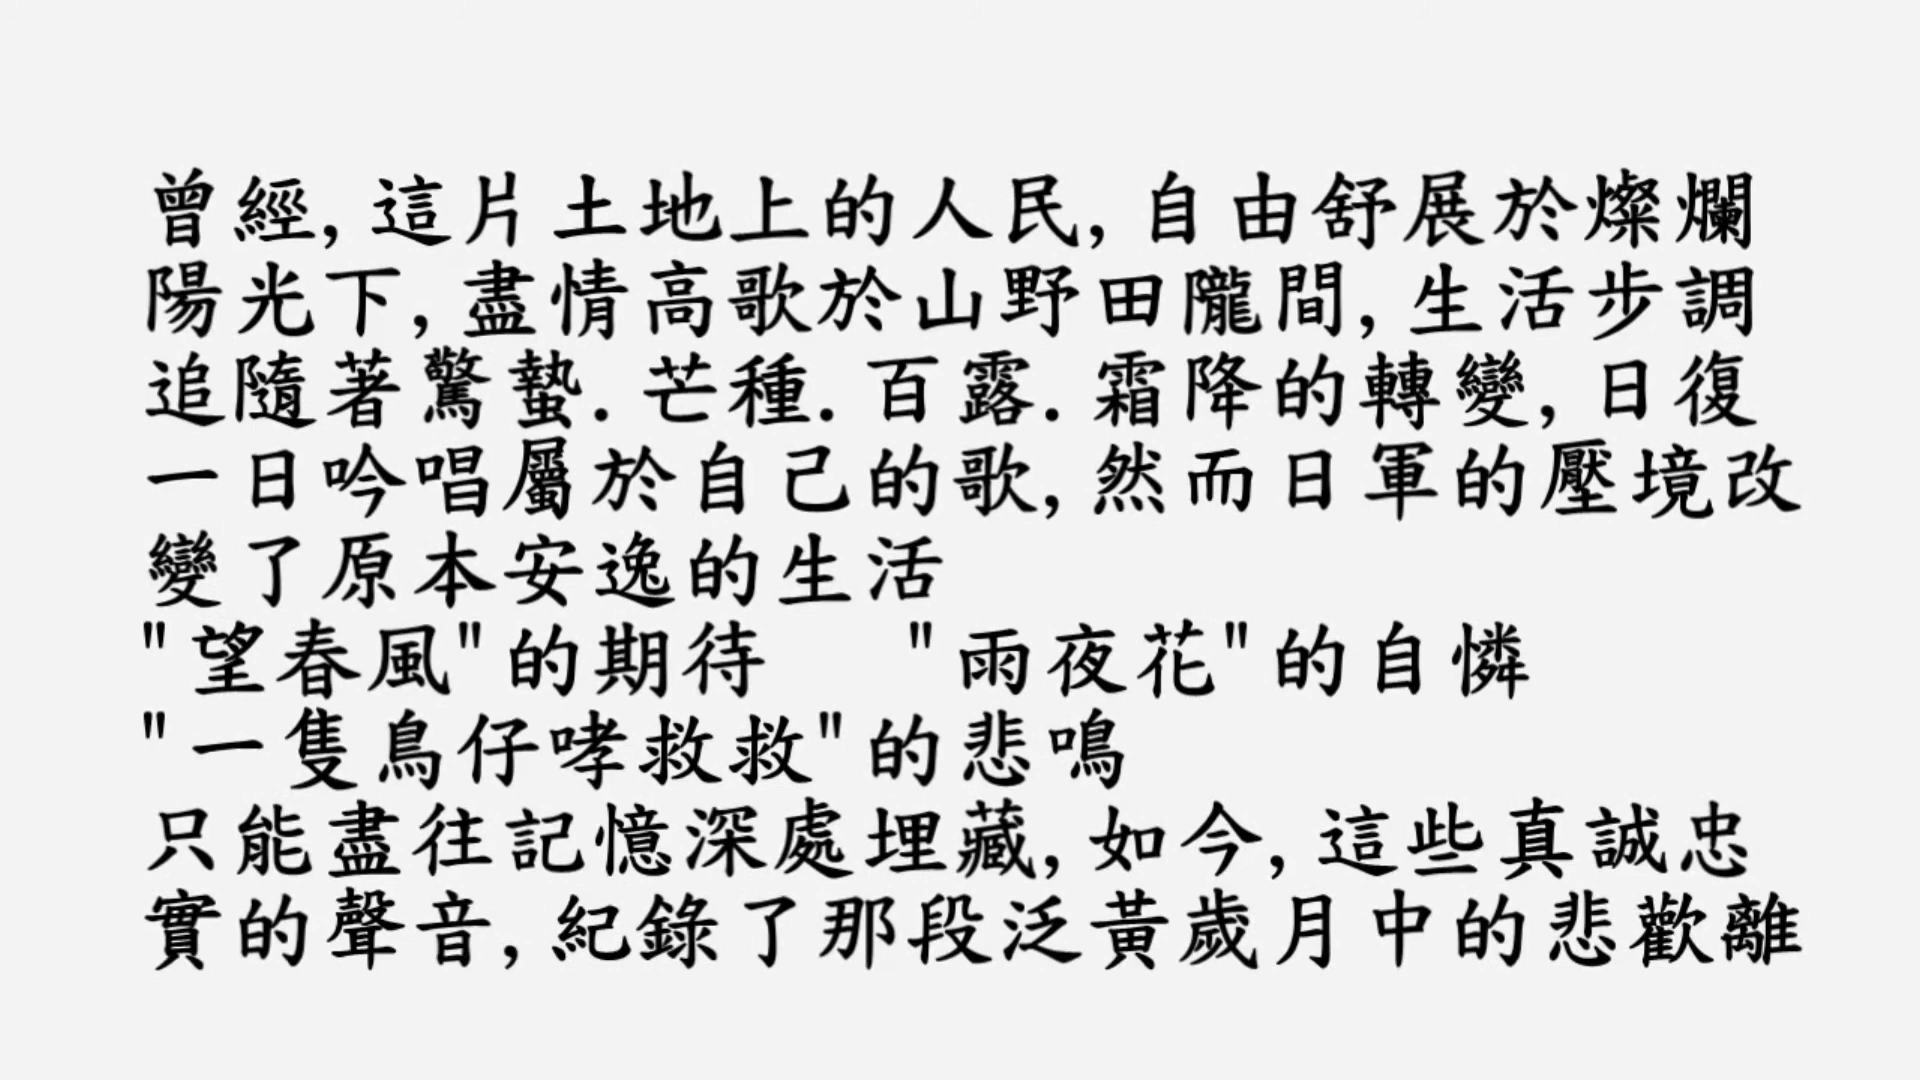 曾經,這片土地上的人民,自由舒展於燦爛
陽光下,盡情高歌於山野田隴間,生活步調
追隨著驚蟄.芒種.百露.霜降的轉變,日復
一日吟唱屬於自己的歌,然而日軍的壓境改
變了原本安逸的生活
"望春風"的期待　"雨夜花"的自憐
"一隻鳥仔哮救救"的悲鳴
只能盡往記憶深處埋藏,如今,這些真誠忠
實的聲音,紀錄了那段泛黃歲月中的悲歡離